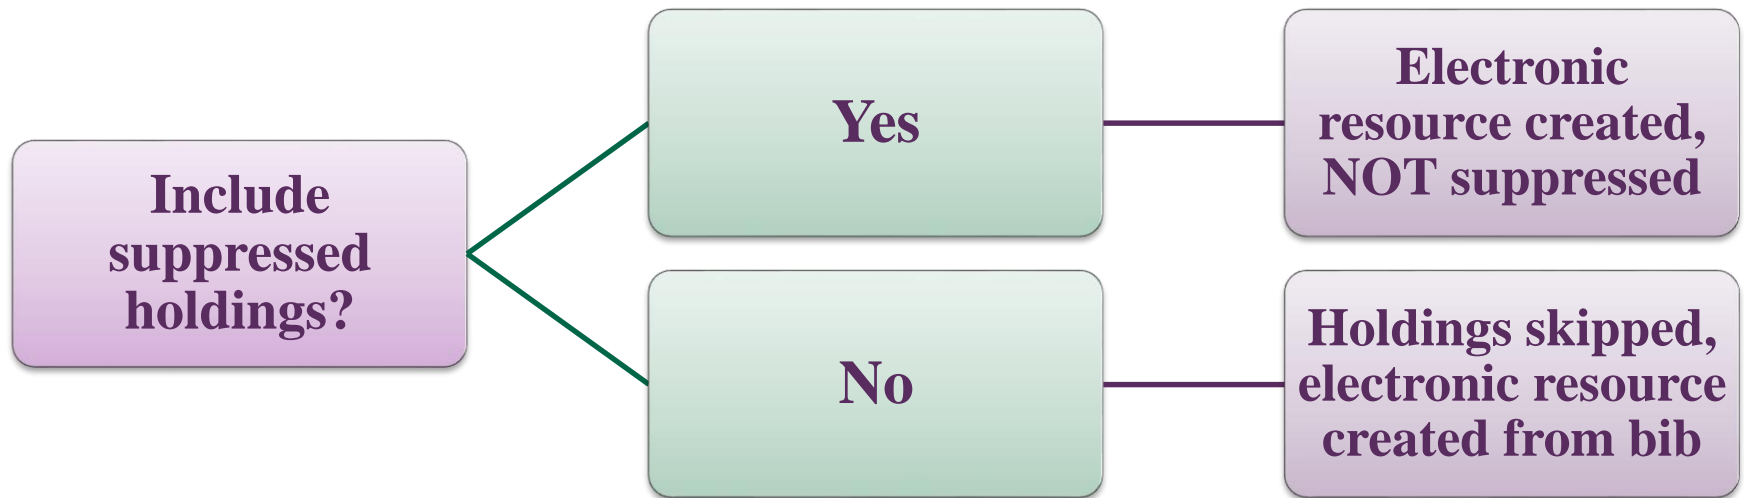 Include
suppressed
holdings?
Yes
Electronic
resource created,
NOT suppressed
No
Holdings skipped,
electronic resource
created from bib